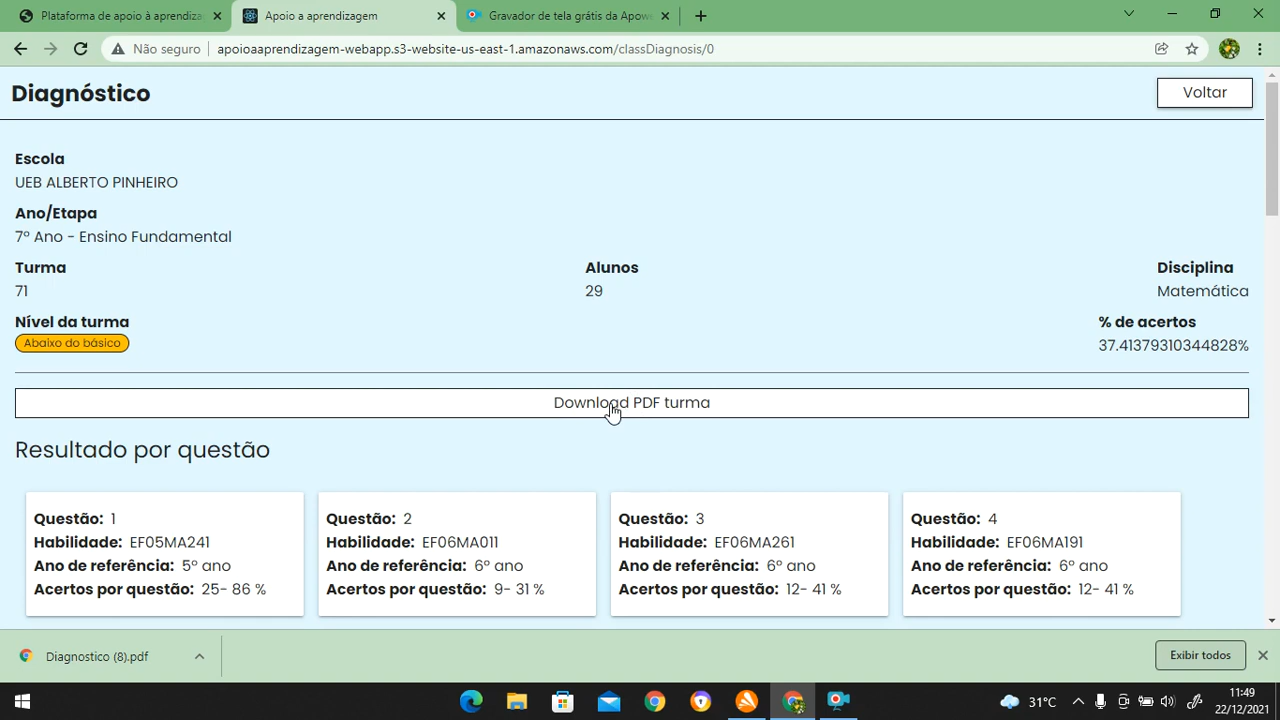 Plataforma de apoio à aprendiza
Apoio a aprendizagem
Gravador de tela grátis da Apowe
Não seguro
apoioaaprendizagem-webapp.s3-website-us-east-1.amazonaws.com/classDiagnosis/0
Diagnóstico
Voltar
Escola
UEB ALBERTO PINHEIRO
Ano/Etapa
7º Ano - Ensino Fundamental
Turma
Alunos
Disciplina
71
29
Matemática
Nível da turma
% de acertos
Abaixo do básico
37.41379310344828%
Download PDF turma
Resultado por questão
Questão: 1
Habilidade: EF05MA241
Ano de referência: 5º ano
Acertos por questão: 25- 86 %
Questão: 2
Habilidade: EF06MA011
Ano de referência: 6º ano
Acertos por questão: 9- 31 %
Questão: 3
Habilidade: EF06MA261
Ano de referência: 6º ano
Acertos por questão: 12- 41 %
Questão: 4
Habilidade: EF06MA191
Ano de referência: 6º ano
Acertos por questão: 12- 41 %
Diagnostico (8).pdf
Exibir todos
31°C
11:49
22/12/2021